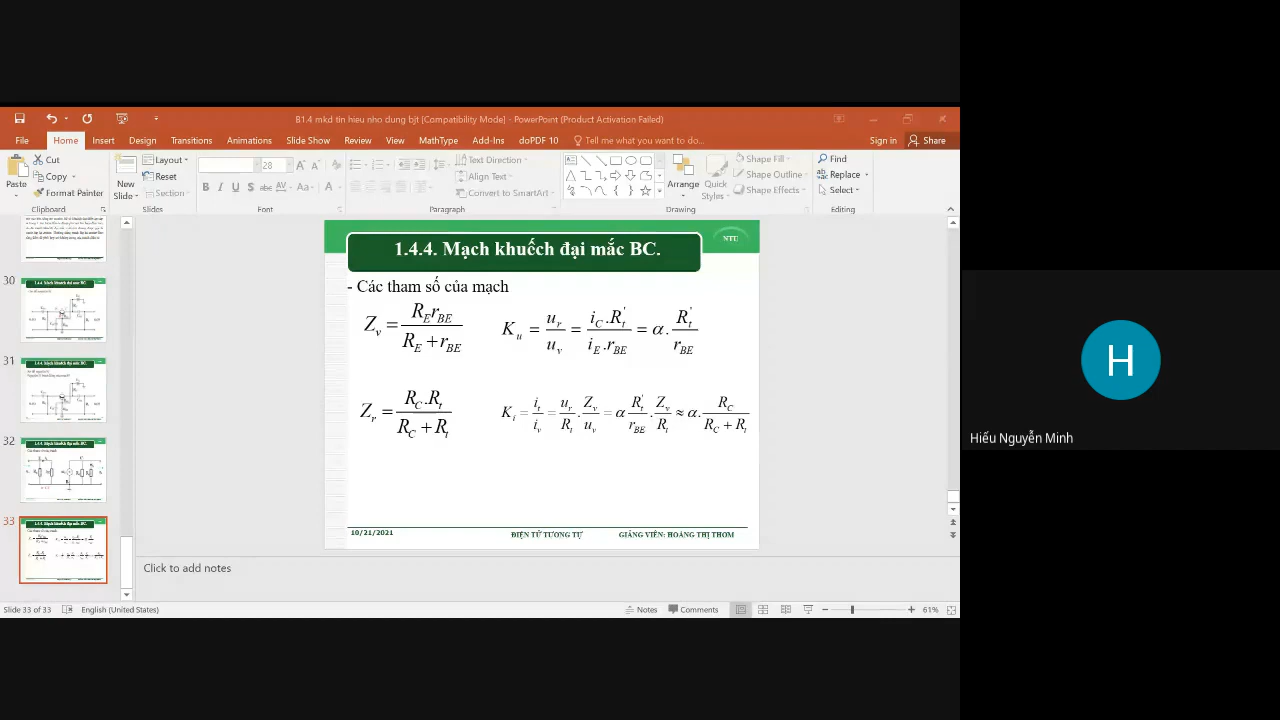 B1.4 mkd tin hieu nho dung bjt [Compatibility Mode] - PowerPoint (Product Activation Failed)
File Home Insert Design Transitions Animations Slide Show Review View MathType Add-Ins doPDF 10 Tell me what you want to do... Sign in Share
Cut Layout 28 Text Direction Shape Fill Find
Copy Reset Align Text Shape Outline Replace
Paste Format Painter New Slide Section B I U S abc AV Aa A Convert to SmartArt Arrange Quick Styles Shape Effects Select
Clipboard Slides Font Paragraph Drawing Editing
30
31
32
33
1.4.4. Mạch khuếch đại mắc BC.
NTU
- Các tham số của mạch
Z_v = R_E r_BE / (R_E + r_BE)
K_u = u_r / u_v = i_C.R_t' / i_E.r_BE = α. R_t' / r_BE
Z_r = R_C.R_t / (R_C + R_t)
K_i = i_t / i_v = u_r / R_t . Z_v / u_v = α R_t' / r_BE . Z_v / R_t ≈ α. R_C / (R_C + R_t)
10/21/2021 ĐIỆN TỬ TƯƠNG TỰ GIẢNG VIÊN: HOÀNG THỊ THƠM
Click to add notes
Slide 33 of 33 English (United States) Notes Comments 61%
H
Hiếu Nguyễn Minh